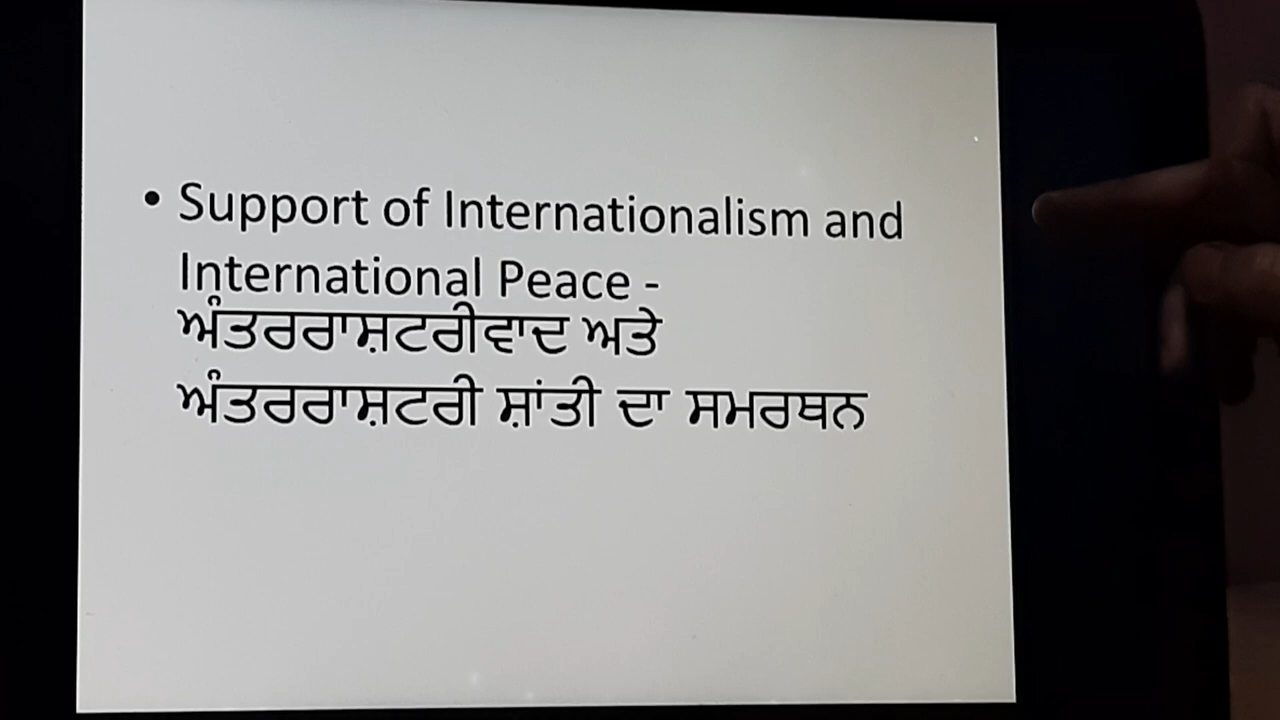 • Support of Internationalism and
International Peace -
ਅੰਤਰਰਾਸ਼ਟਰੀਵਾਦ ਅਤੇ
ਅੰਤਰਰਾਸ਼ਟਰੀ ਸ਼ਾਂਤੀ ਦਾ ਸਮਰਥਨ